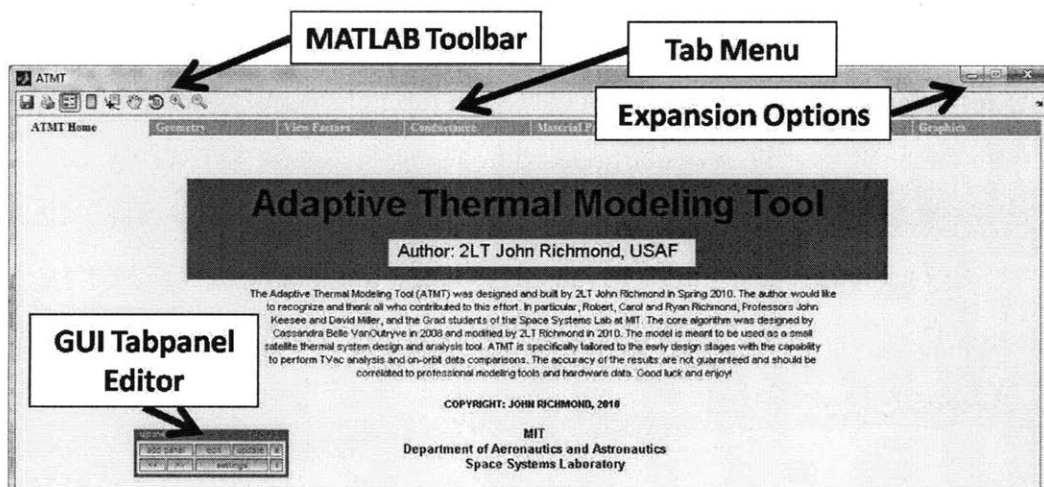 MATLAB Toolbar
Tab Menu
ATMT
Expansion Options
ATMT Home Geometry View Factors Conductance Material Graphics
Adaptive Thermal Modeling Tool
Author: 2LT John Richmond, USAF
The Adaptive Thermal Modeling Tool (ATMT) was designed and built by 2LT John Richmond in Spring 2010. The author would like
to recognize and thank all who contributed to this effort. In particular, Robert, Carol and Ryan Richmond, Professors John
Keesee and David Miller, and the Grad students of the Space Systems Lab at MIT. The core algorithm was designed by
Cassandra Belle VanOutryve in 2008 and modified by 2LT Richmond in 2010. The model is meant to be used as a small
satellite thermal system design and analysis tool. ATMT is specifically tailored to the early design stages with the capability
to perform TVac analysis and on-orbit data comparisons. The accuracy of the results are not guaranteed and should be
correlated to professional modeling tools and hardware data. Good luck and enjoy!
GUI Tabpanel
Editor
COPYRIGHT: JOHN RICHMOND, 2010
MIT
Department of Aeronautics and Astronautics
Space Systems Laboratory
add panel edit update
<< >> settings